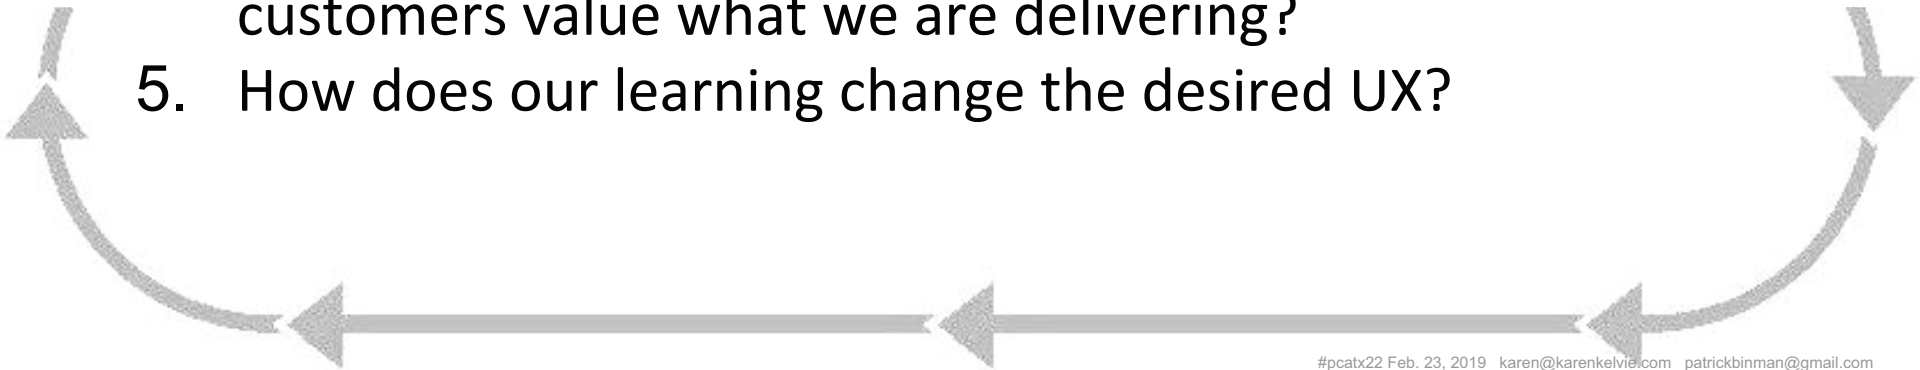 customers value what we are delivering?
5. How does our learning change the desired UX?
#pcatx22 Feb. 23, 2019 karen@karenkelvie.com patrickbinman@gmail.com